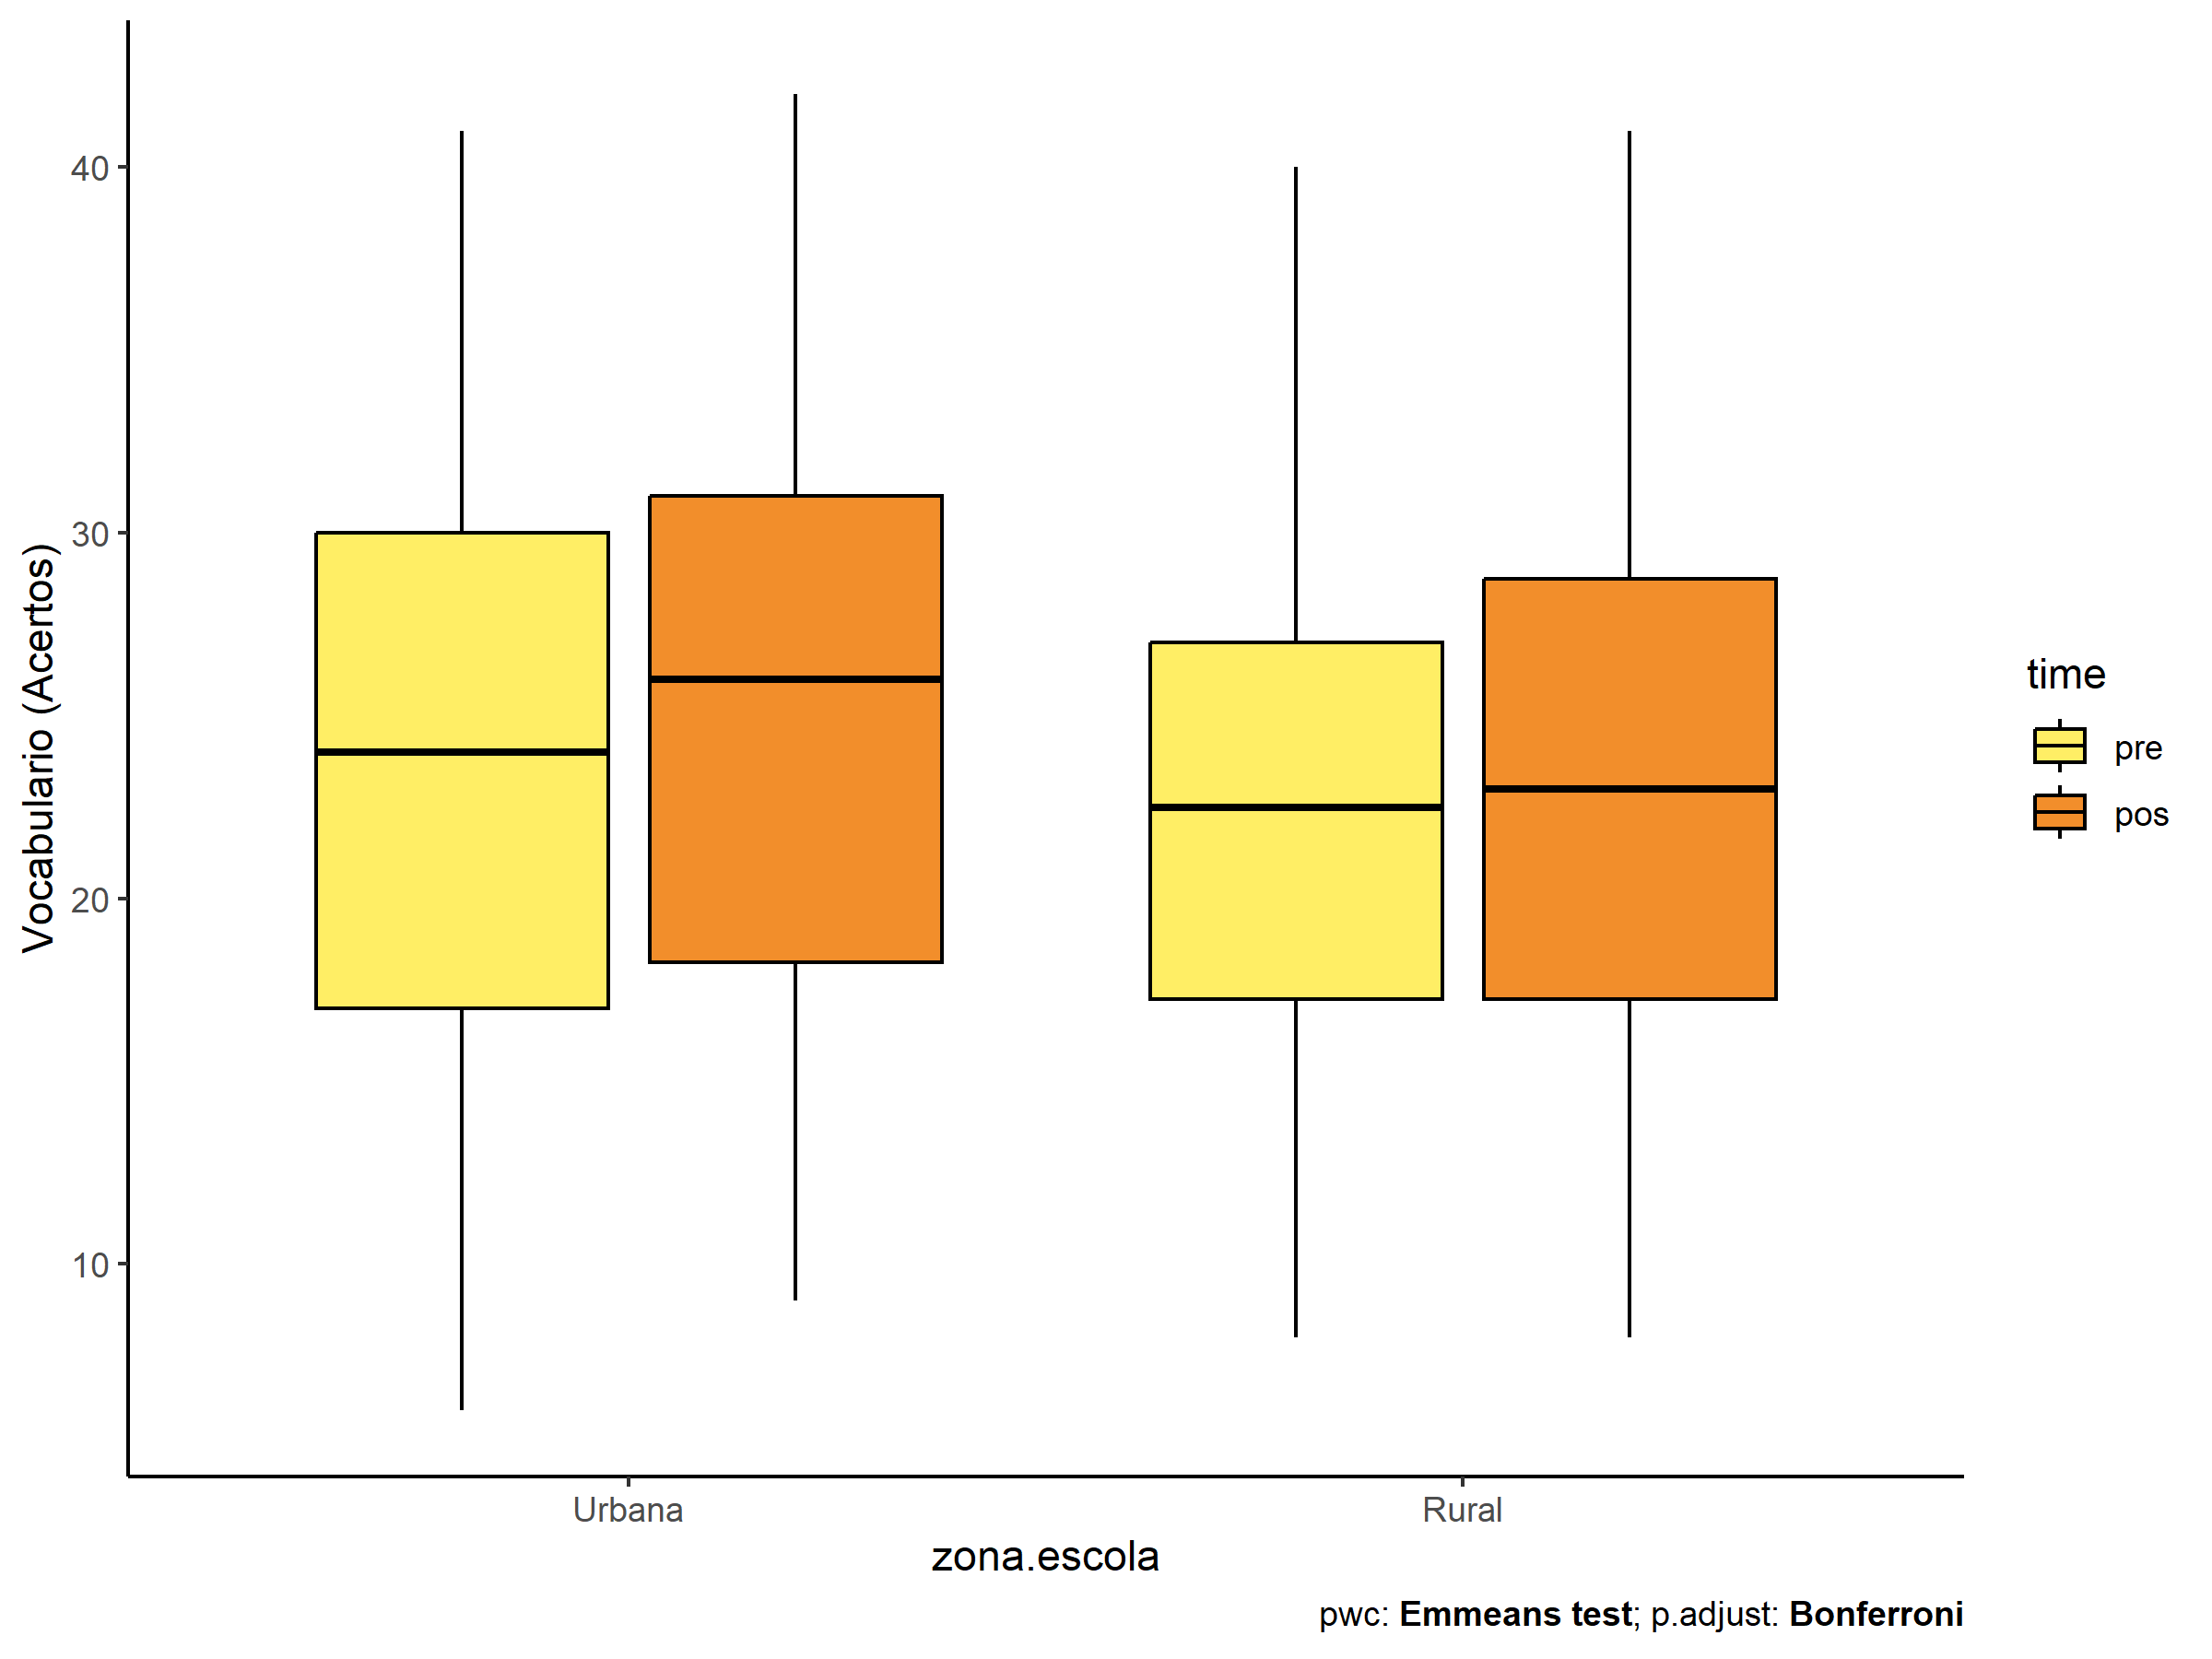 Vocabulario (Acertos)
40
30
20
10
Urbana
Rural
zona.escola
time
pre
pos
pwc: Emmeans test; p.adjust: Bonferroni